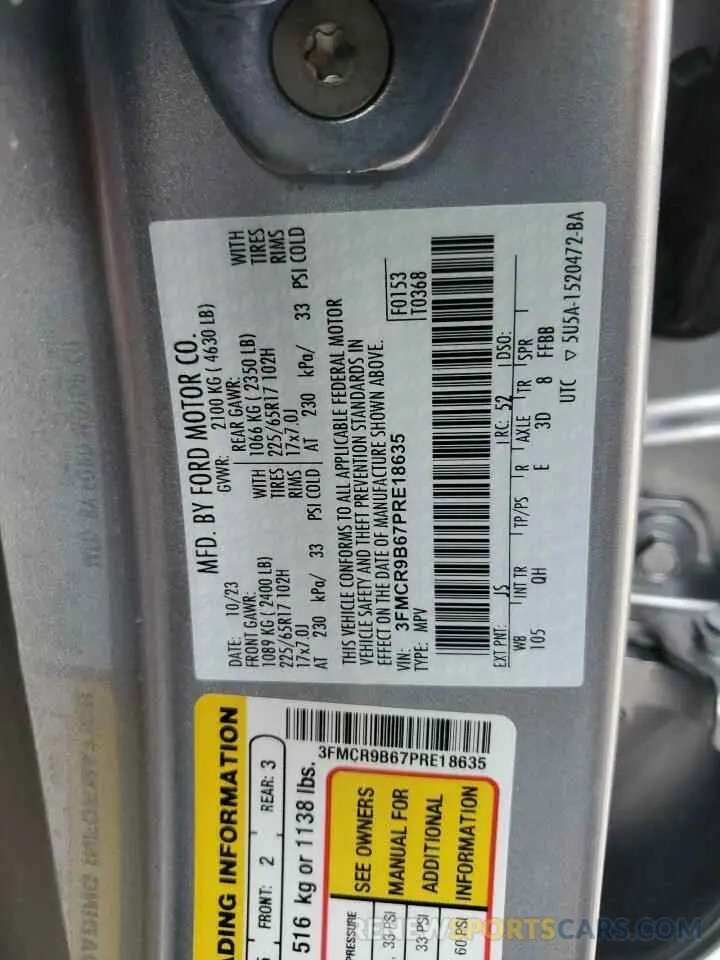 MFD. BY FORD MOTOR CO.
DATE: 10/23
GVWR: 2100 KG ( 4630 LB)
FRONT GAWR:
1089 KG ( 2400 LB)
WITH
225/65R17 102H
TIRES
17x7.0J
RIMS
AT 230 kPa/ 33 PSI COLD
REAR GAWR:
1066 KG ( 2350 LB)
WITH
225/65R17 102H
TIRES
17x7.0J
RIMS
AT 230 kPa/ 33 PSI COLD
THIS VEHICLE CONFORMS TO ALL APPLICABLE FEDERAL MOTOR
VEHICLE SAFETY AND THEFT PREVENTION STANDARDS IN
EFFECT ON THE DATE OF MANUFACTURE SHOWN ABOVE.
VIN: 3FMCR9B67PRE18635
TYPE: MPV
F0153
T0368
EXT PNT: JS RC: 52 DSO:
WB INT TR TP/PS R AXLE TR SPR
105 QH E 3D 8 FFBB
UTC ▽ 5U5A-1520472-BA
ADING INFORMATION
FRONT: 2 REAR: 3
516 kg or 1138 lbs.
3FMCR9B67PRE18635
PRESSURE
33 PSI
33 PSI
60 PSI
SEE OWNERS
MANUAL FOR
ADDITIONAL
INFORMATION
RENEWSPORTSCARS.COM